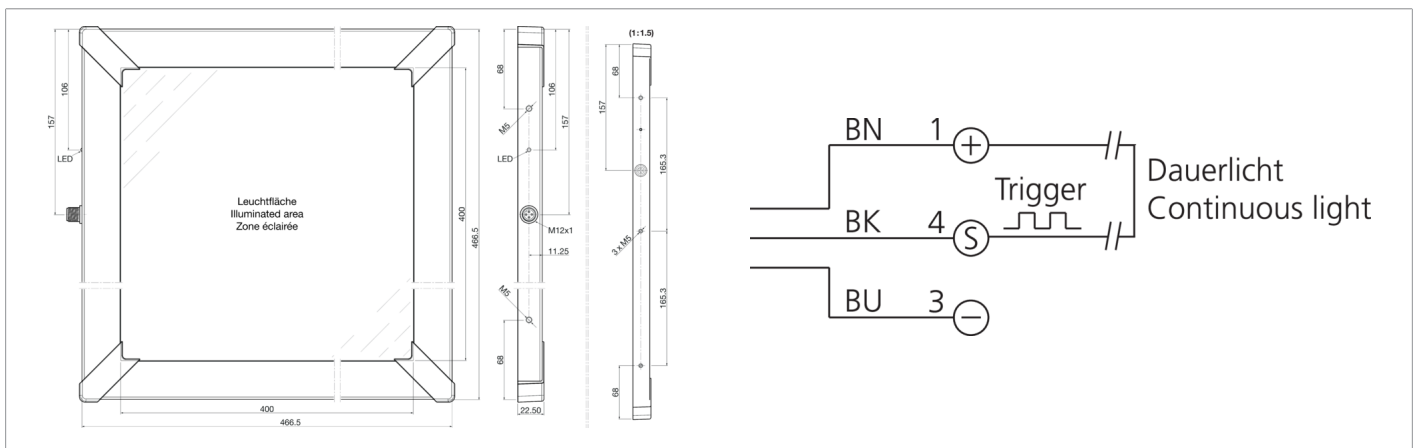 157
106
LED
Leuchtfläche
Illuminated area
Zone éclairée
400
466.5
400
466.5
68
M5
LED
106
157
M12x1
11.25
M5
68
22.50
(1:1.5)
68
157
165.3
3 x M5
165.3
68
BN 1 +
Trigger
BK 4 S
BU 3 −
Dauerlicht
Continuous light